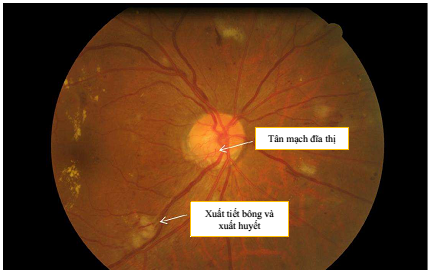 Tân mạch đĩa thị
Xuất tiết bông và
xuất huyết